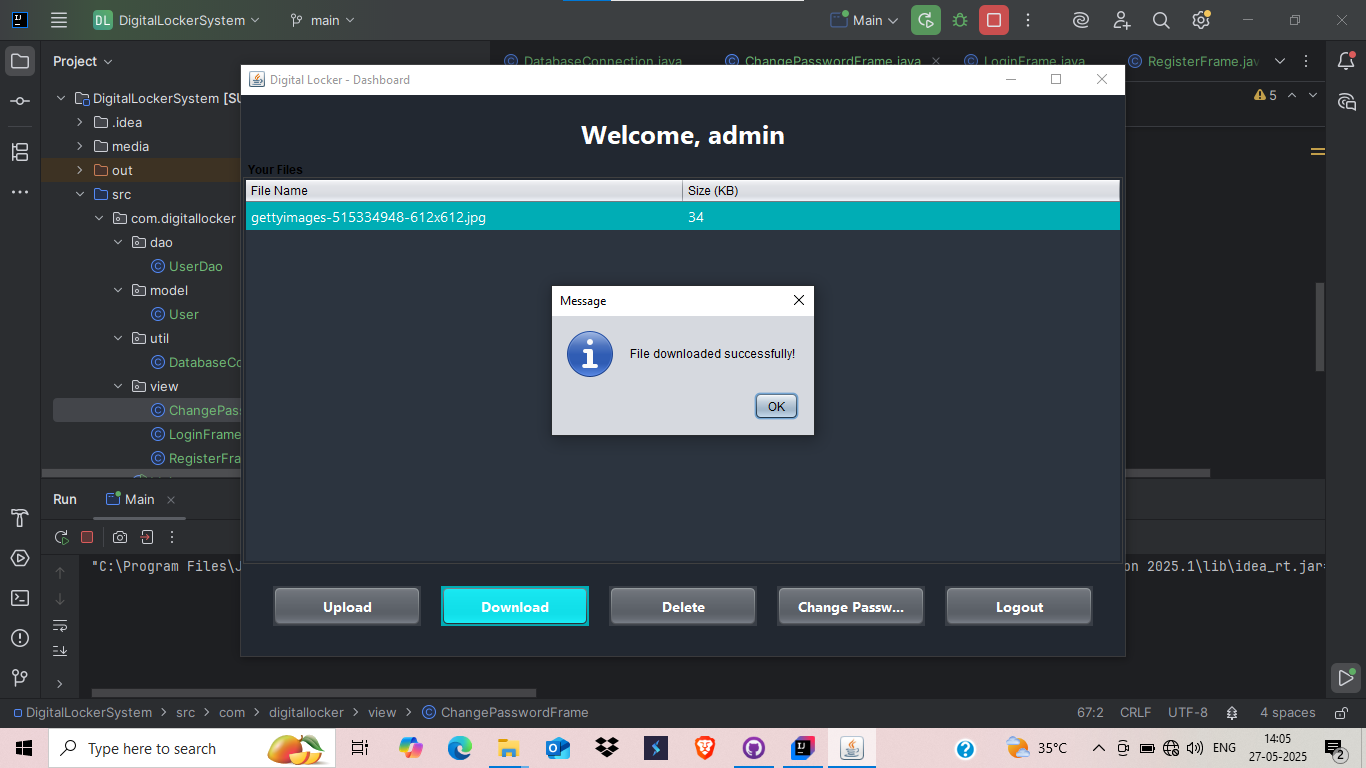 DL DigitalLockerSystem main Main
Project
DatabaseConnection.java ChangePasswordFrame.java LoginFrame.java RegisterFrame.jav
Digital Locker - Dashboard
5
DigitalLockerSystem [SU
.idea
media
out
src
com.digitallocker
dao
UserDao
model
User
util
DatabaseCo
view
ChangePass
LoginFrame
RegisterFra
Welcome, admin
Your Files
File Name Size (KB)
gettyimages-515334948-612x612.jpg 34
Message
File downloaded successfully!
OK
Upload Download Delete Change Passw... Logout
Run Main
"C:\Program Files\J
on 2025.1\lib\idea_rt.jar=
DigitalLockerSystem > src > com > digitallocker > view > ChangePasswordFrame 67:2 CRLF UTF-8 4 spaces
Type here to search 35°C ENG 14:05
27-05-2025 2